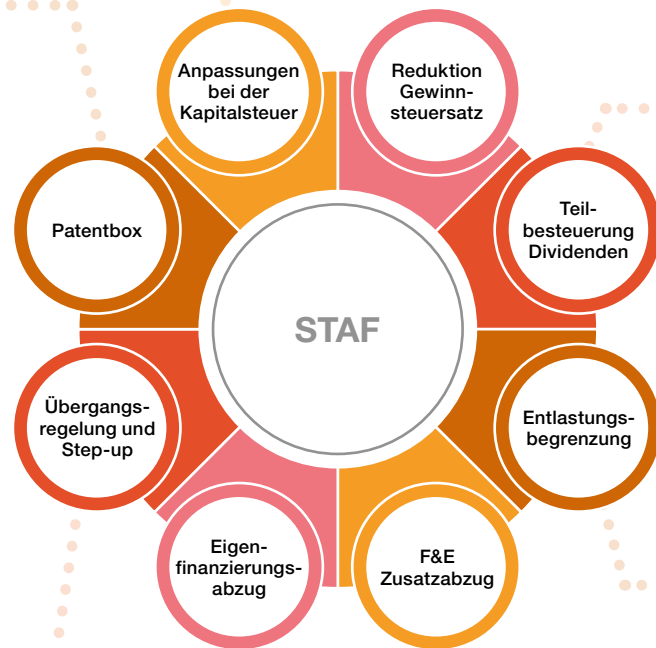 Anpassungen
bei der
Kapitalsteuer
Reduktion
Gewinn-
steuersatz
Teil-
besteuerung
Dividenden
Entlastungs-
begrenzung
F&E
Zusatzabzug
Eigen-
finanzierungs-
abzug
Übergangs-
regelung und
Step-up
Patentbox
STAF